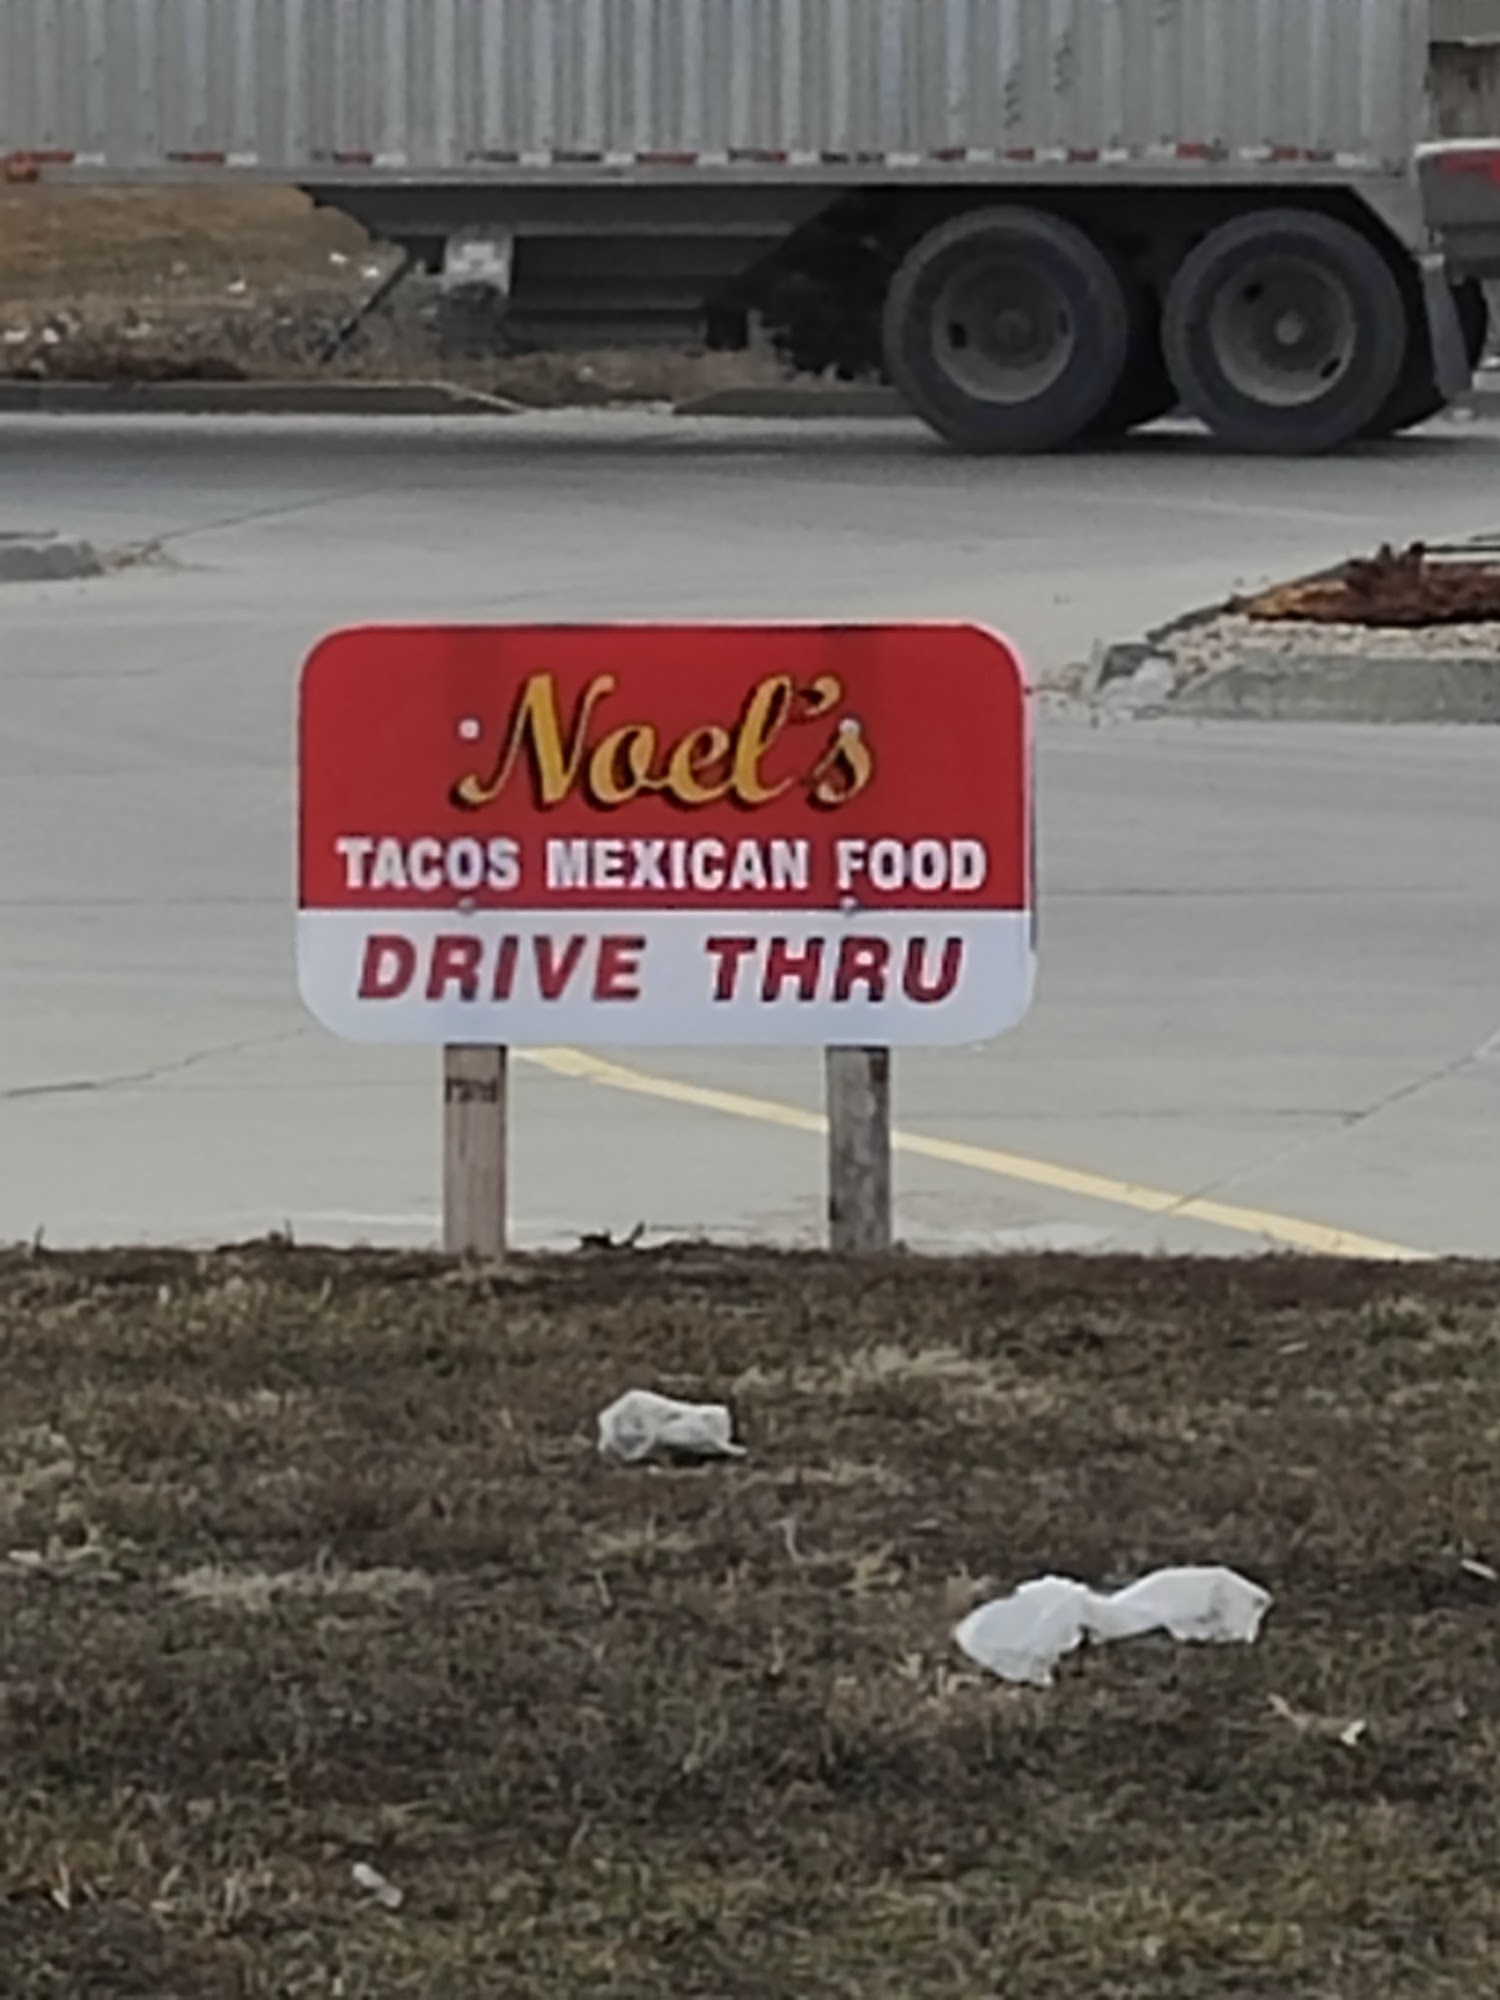 Noel's
TACOS MEXICAN FOOD
DRIVE THRU